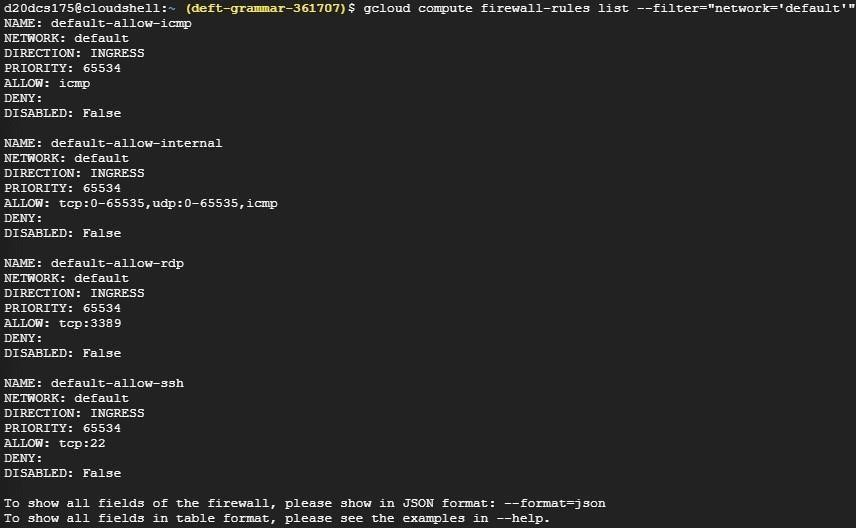 d20dcs175@cloudshell:~ (deft-grammar-361707)$ gcloud compute firewall-rules list --filter="network='default'"
NAME: default-allow-icmp
NETWORK: default
DIRECTION: INGRESS
PRIORITY: 65534
ALLOW: icmp
DENY:
DISABLED: False
NAME: default-allow-internal
NETWORK: default
DIRECTION: INGRESS
PRIORITY: 65534
ALLOW: tcp:0-65535,udp:0-65535,icmp
DENY:
DISABLED: False
NAME: default-allow-rdp
NETWORK: default
DIRECTION: INGRESS
PRIORITY: 65534
ALLOW: tcp:3389
DENY:
DISABLED: False
NAME: default-allow-ssh
NETWORK: default
DIRECTION: INGRESS
PRIORITY: 65534
ALLOW: tcp:22
DENY:
DISABLED: False
To show all fields of the firewall, please show in JSON format: --format=json
To show all fields in table format, please see the examples in --help.